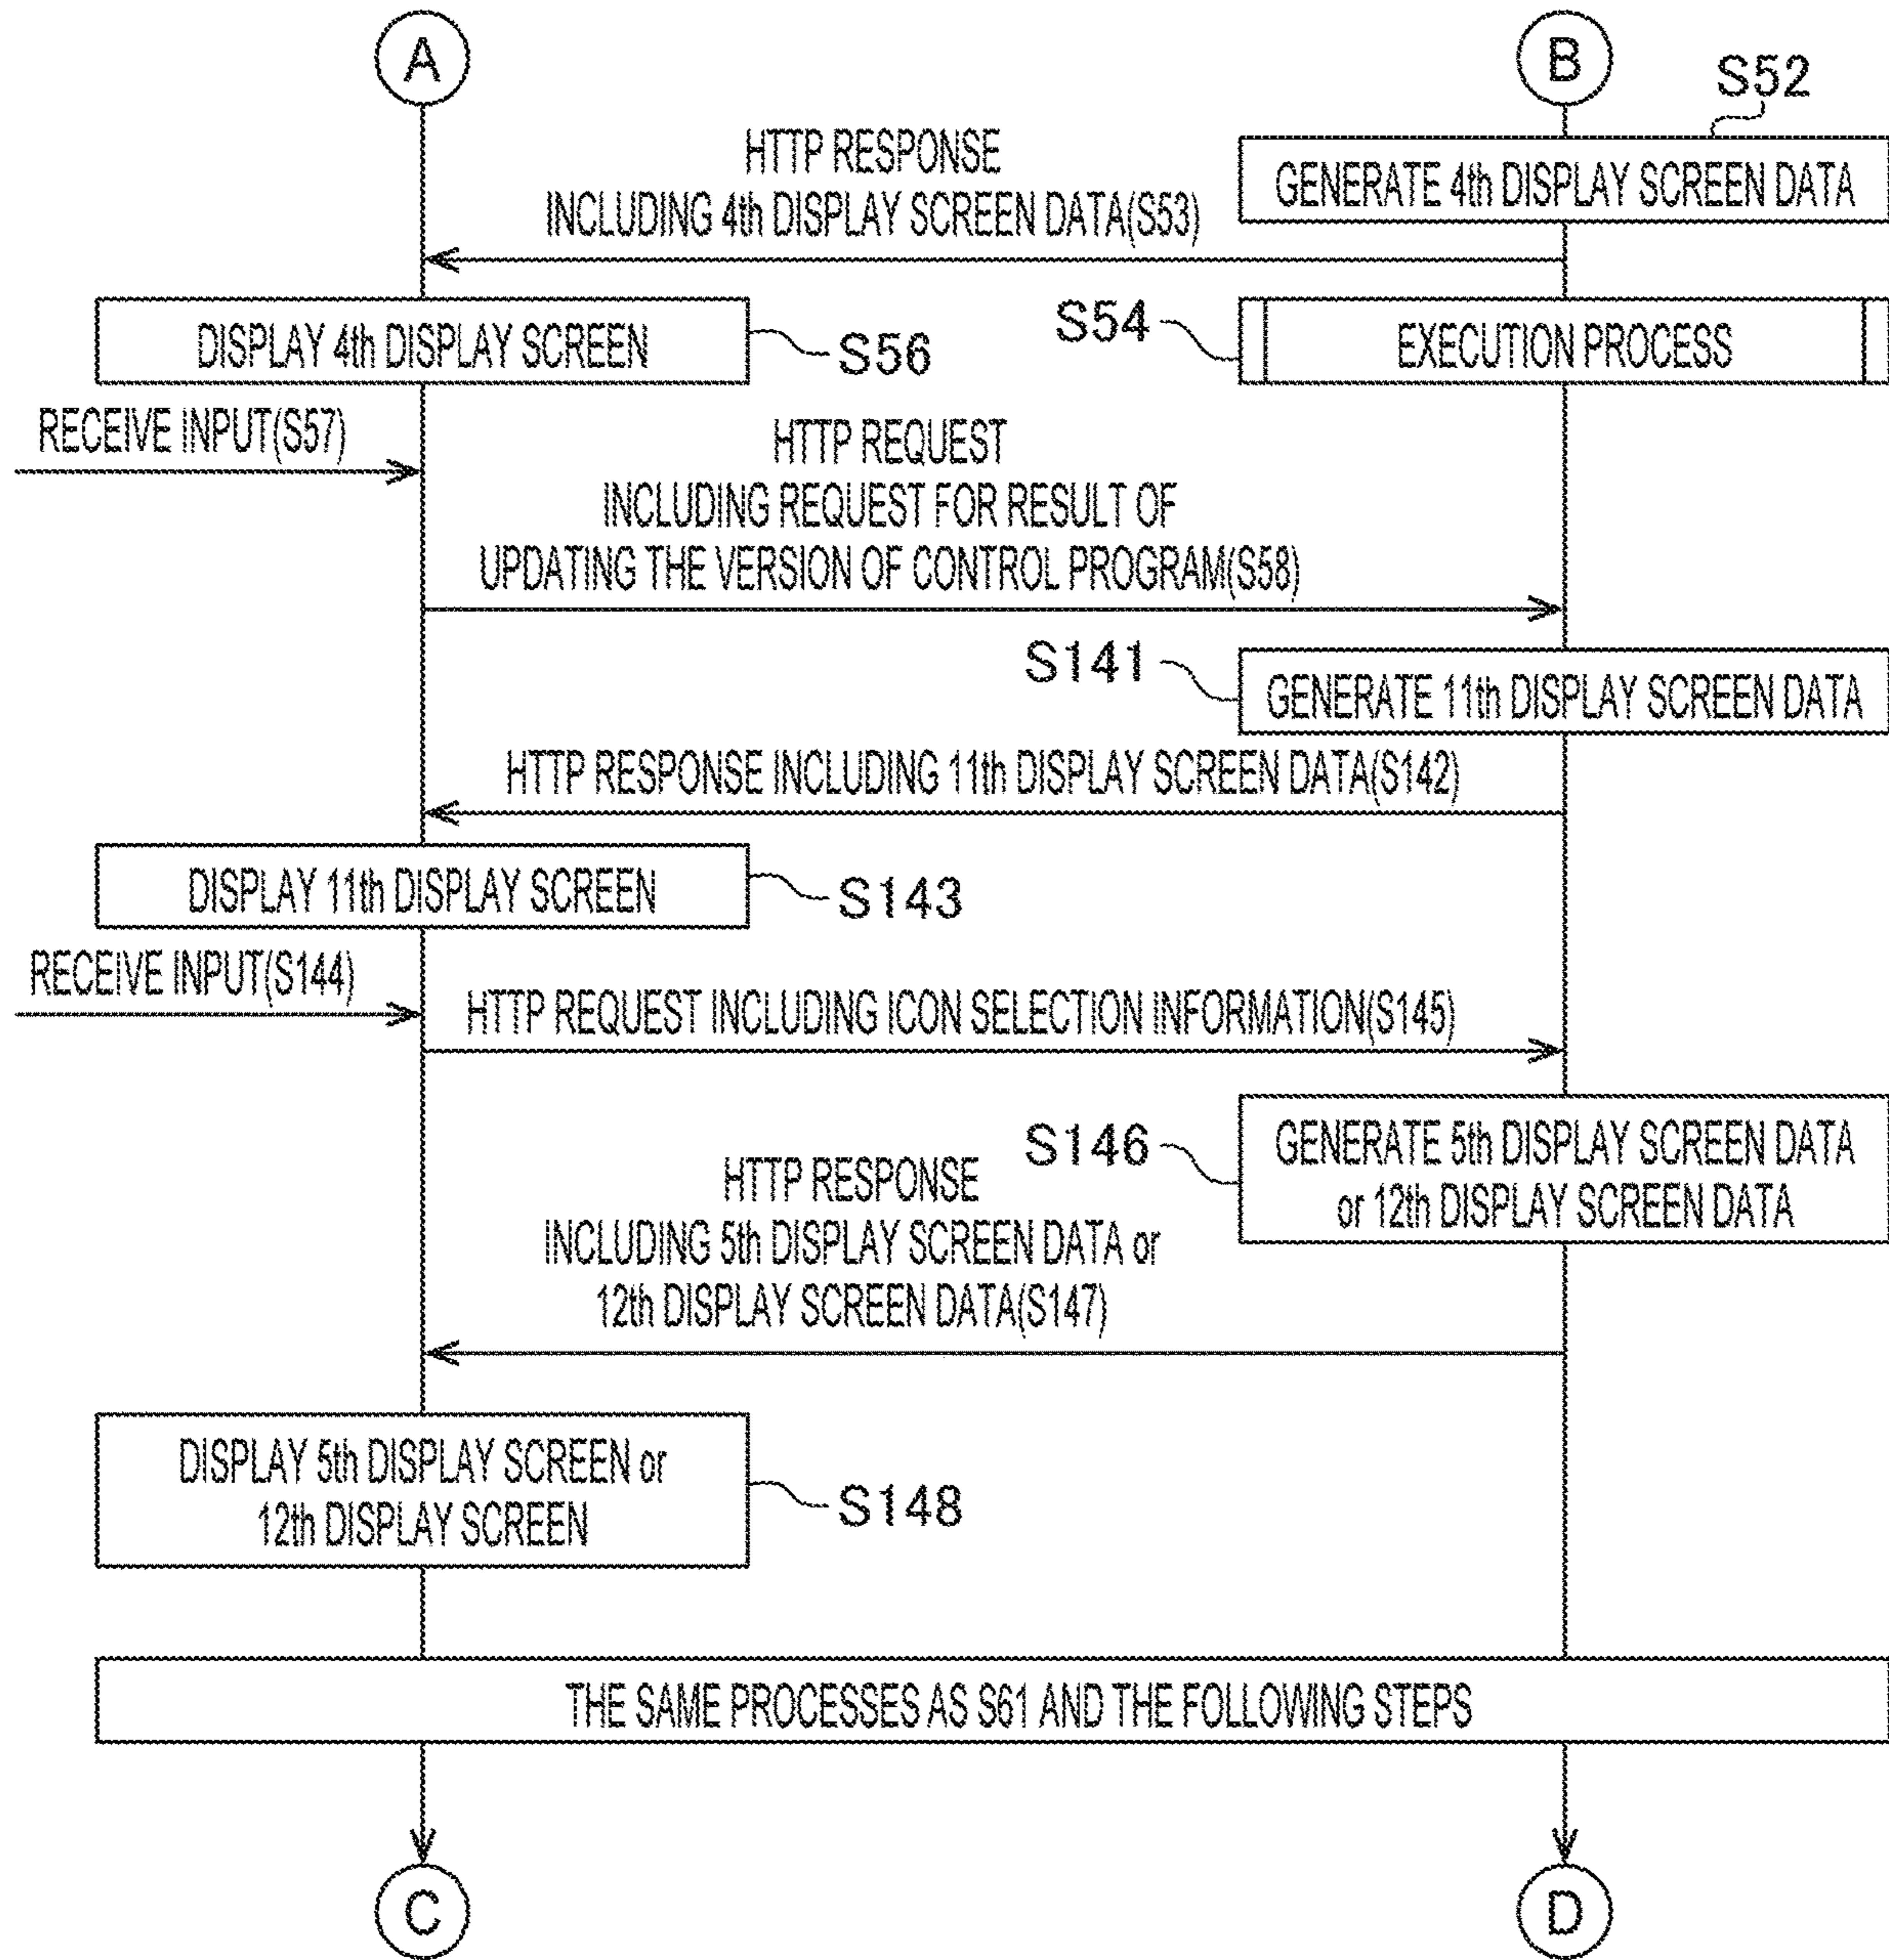 A
B
S52
HTTP RESPONSE
INCLUDING 4th DISPLAY SCREEN DATA(S53)
GENERATE 4th DISPLAY SCREEN DATA
DISPLAY 4th DISPLAY SCREEN
S56
S54
EXECUTION PROCESS
RECEIVE INPUT(S57)
HTTP REQUEST
INCLUDING REQUEST FOR RESULT OF
UPDATING THE VERSION OF CONTROL PROGRAM(S58)
S141
GENERATE 11th DISPLAY SCREEN DATA
HTTP RESPONSE INCLUDING 11th DISPLAY SCREEN DATA(S142)
DISPLAY 11th DISPLAY SCREEN
S143
RECEIVE INPUT(S144)
HTTP REQUEST INCLUDING ICON SELECTION INFORMATION(S145)
S146
GENERATE 5th DISPLAY SCREEN DATA
or 12th DISPLAY SCREEN DATA
HTTP RESPONSE
INCLUDING 5th DISPLAY SCREEN DATA or
12th DISPLAY SCREEN DATA(S147)
DISPLAY 5th DISPLAY SCREEN or
12th DISPLAY SCREEN
S148
THE SAME PROCESSES AS S61 AND THE FOLLOWING STEPS
C
D